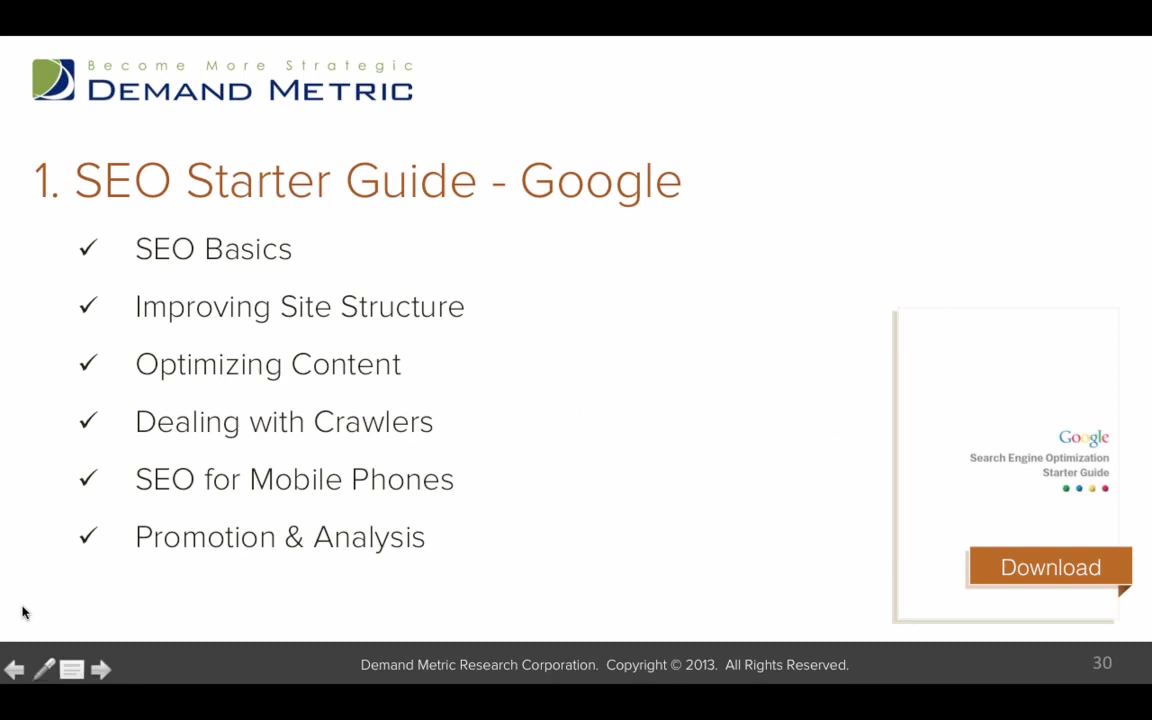 Become More Strategic
DEMAND METRIC
1. SEO Starter Guide - Google
✓ SEO Basics
✓ Improving Site Structure
✓ Optimizing Content
✓ Dealing with Crawlers
✓ SEO for Mobile Phones
✓ Promotion & Analysis
Google
Search Engine Optimization
Starter Guide
Download
Demand Metric Research Corporation. Copyright © 2013. All Rights Reserved.
30